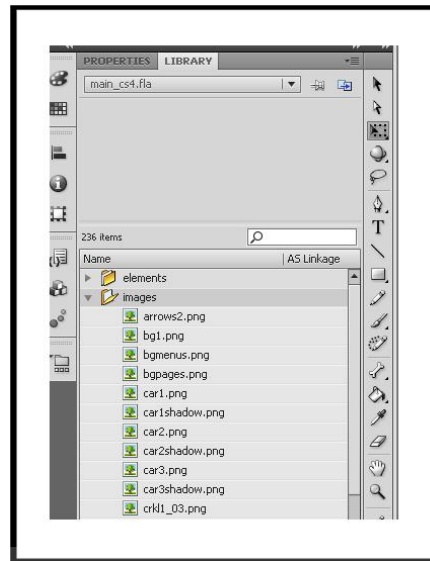 PROPERTIES LIBRARY
main_cs4.fla
236 items
Name AS Linkage
elements
images
arrows2.png
bg1.png
bgmenus.png
bgpages.png
car1.png
car1shadow.png
car2.png
car2shadow.png
car3.png
car3shadow.png
crkl1_03.png
T